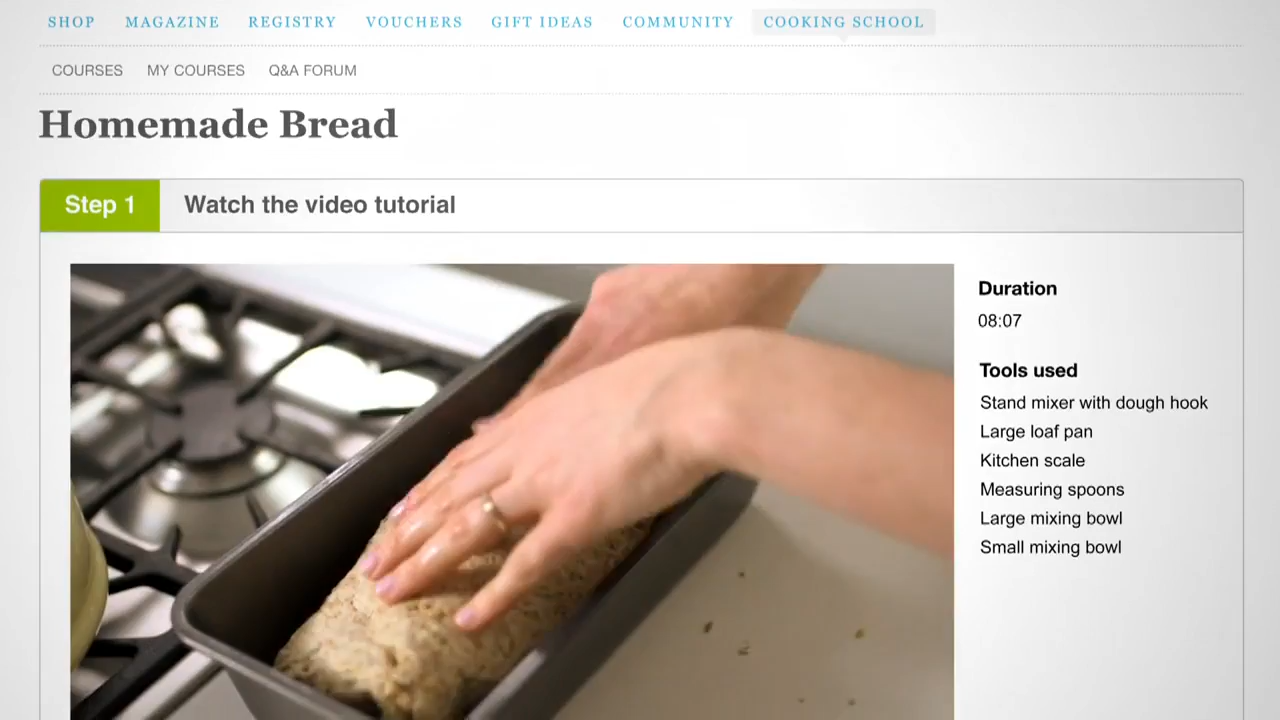 SHOP MAGAZINE REGISTRY VOUCHERS GIFT IDEAS COMMUNITY COOKING SCHOOL
COURSES MY COURSES Q&A FORUM
Homemade Bread
Step 1 Watch the video tutorial
Duration
08:07
Tools used
Stand mixer with dough hook
Large loaf pan
Kitchen scale
Measuring spoons
Large mixing bowl
Small mixing bowl